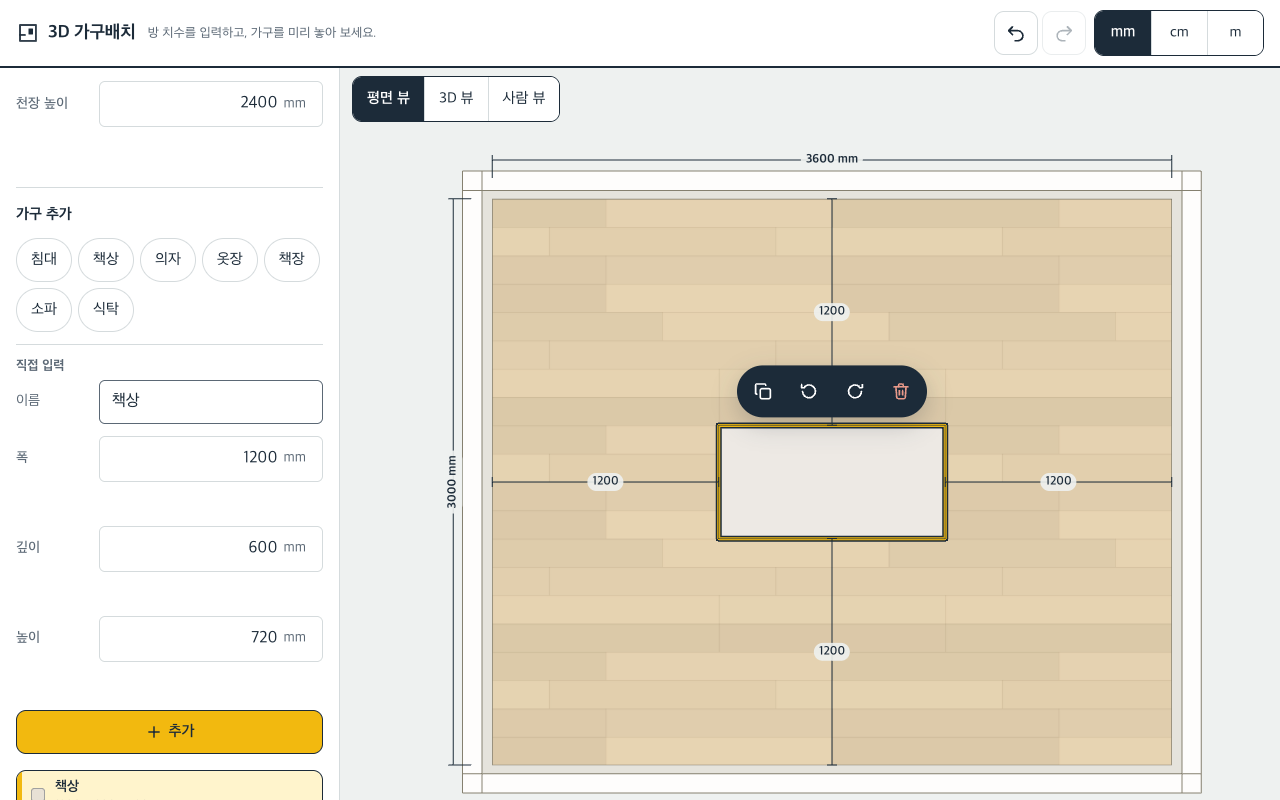 3D 가구배치 방 치수를 입력하고, 가구를 미리 놓아 보세요.
mm cm m
천장 높이 2400 mm
평면 뷰 3D 뷰 사람 뷰
가구 추가
침대 책상 의자 옷장 책장
소파 식탁
직접 입력
이름 책상
폭 1200 mm
깊이 600 mm
높이 720 mm
+ 추가
책상
3600 mm
1200
3000 mm
1200
1200
1200